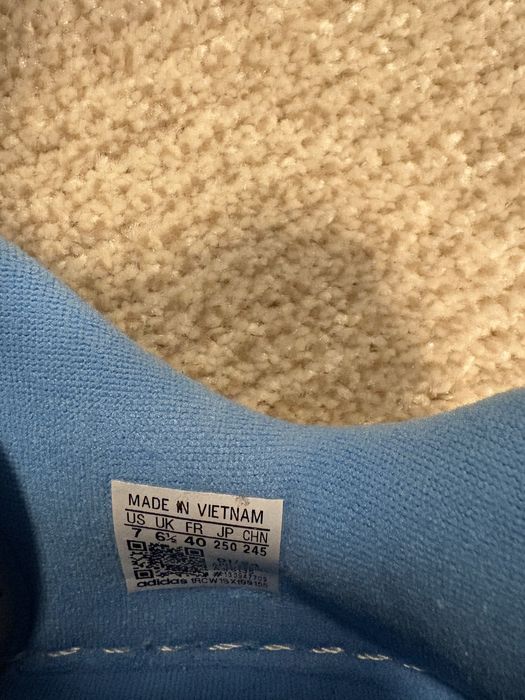 MADE IN VIETNAM
US UK FR JP CHN
7 6½ 40 250 245
adidas